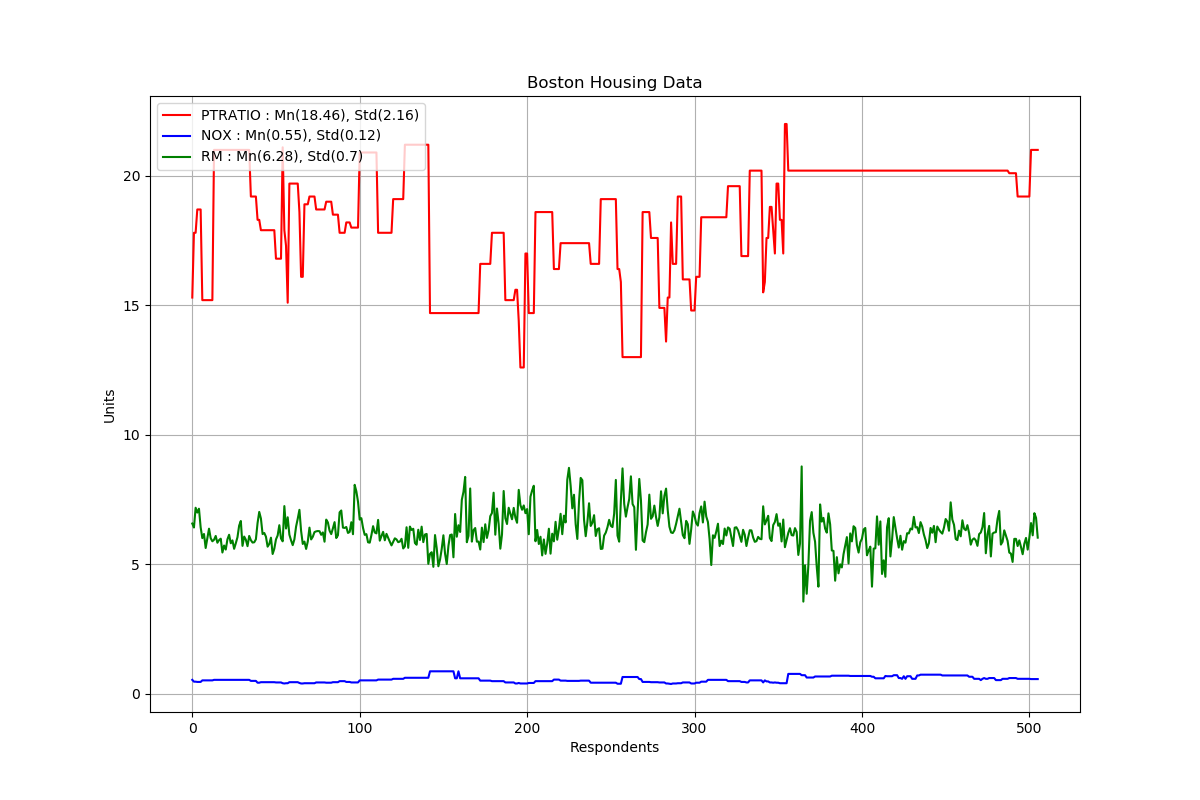 Boston Housing Data
PTRATIO : Mn(18.46), Std(2.16)
NOX : Mn(0.55), Std(0.12)
RM : Mn(6.28), Std(0.7)
20
15
10
5
0
Units
0 100 200 300 400 500
Respondents